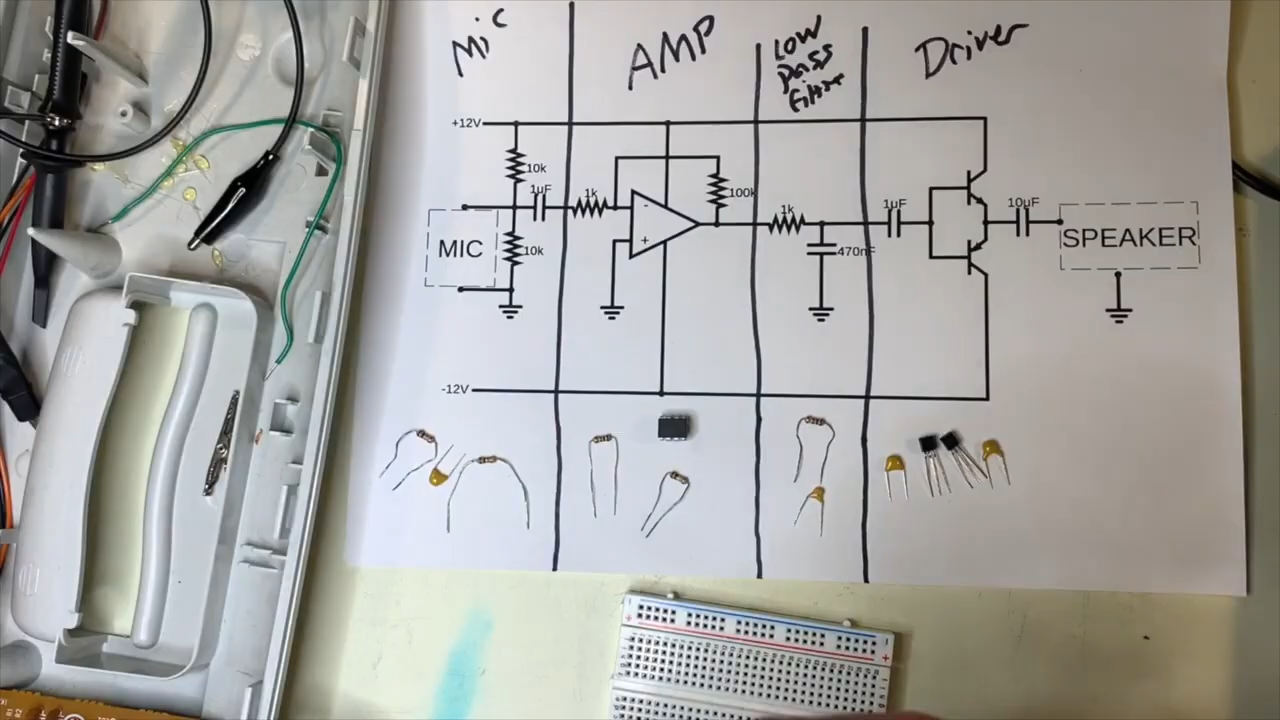 Mic
AMP
Low
pass
Filter
Driver
+12V
10k
1uF
1k
100k
1k
1uF
10uF
MIC
+
-
10k
470nF
SPEAKER
-12V